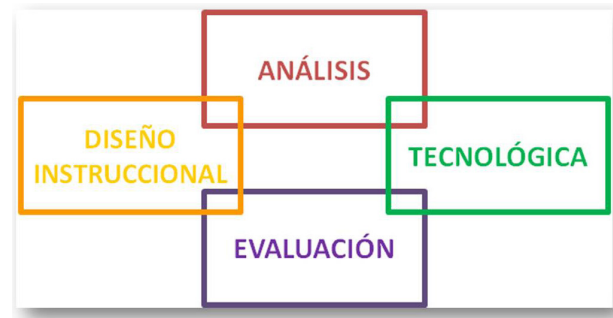 ANÁLISIS
DISEÑO
INSTRUCCIONAL
TECNOLÓGICA
EVALUACIÓN